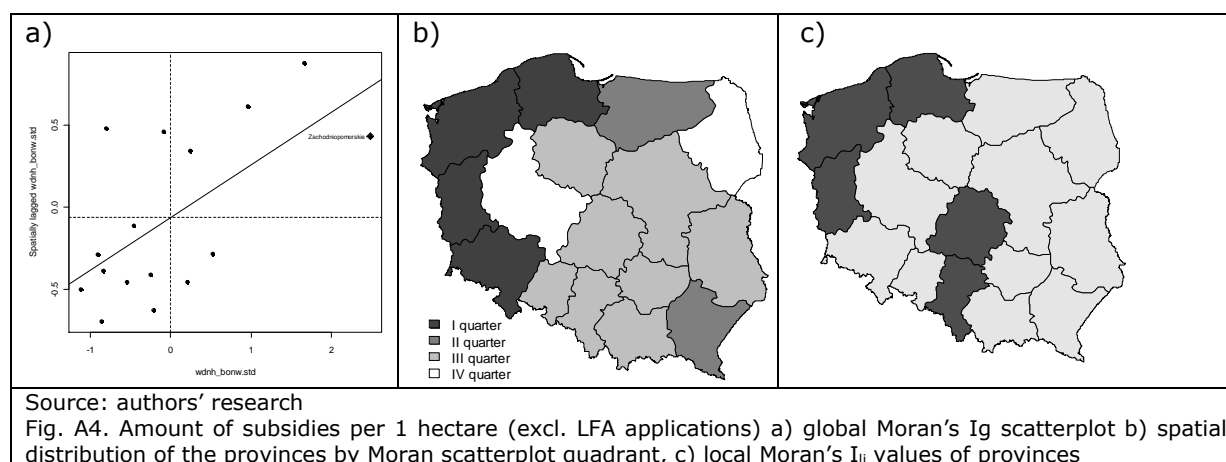 a)
Spatially lagged wdnh_bonw.std
0.5
0.0
-0.5
Zachodniopomorskie
-1
0
1
2
wdnh_bonw.std
b)
I quarter
II quarter
III quarter
IV quarter
c)
Source: authors' research
Fig. A4. Amount of subsidies per 1 hectare (excl. LFA applications) a) global Moran's Ig scatterplot b) spatial
distribution of the provinces by Moran scatterplot quadrant, c) local Moran's Ili values of provinces